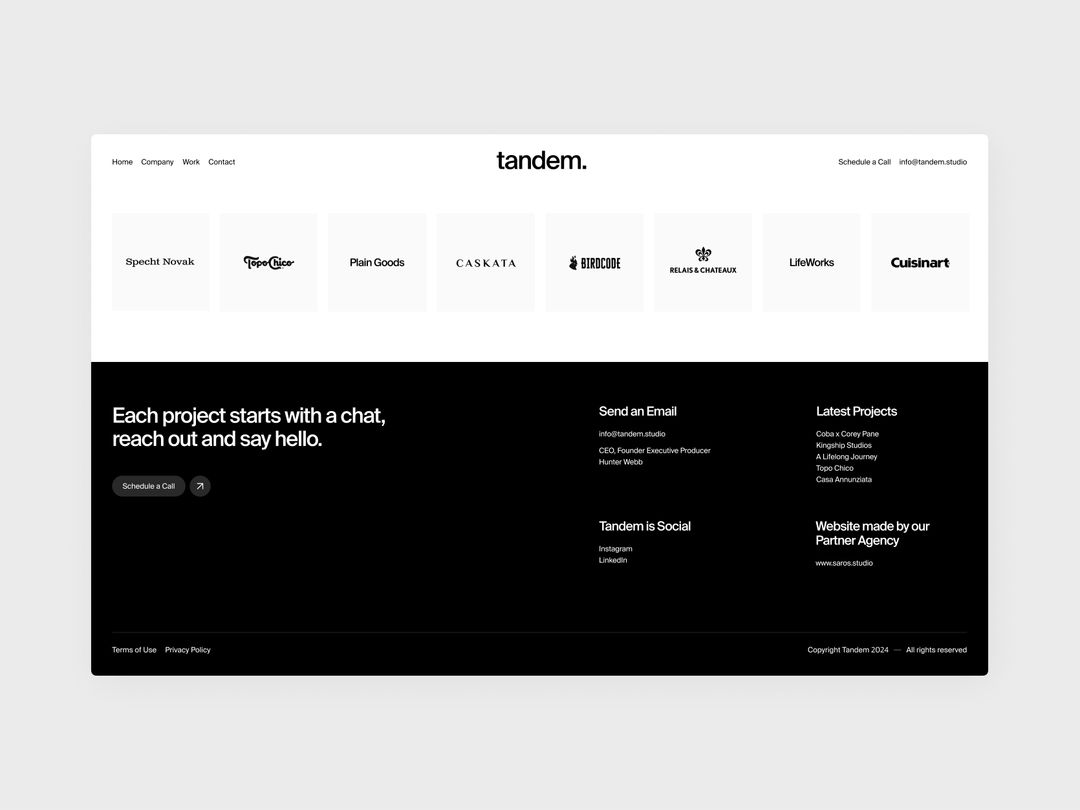 Home Company Work Contact
tandem.
Schedule a Call info@tandem.studio
Specht Novak
Topo Chico
Plain Goods
CASKATA
BIRDCODE
RELAIS & CHATEAUX
LifeWorks
Cuisinart
Each project starts with a chat,
reach out and say hello.
Schedule a Call
Send an Email
info@tandem.studio
CEO, Founder Executive Producer
Hunter Webb
Latest Projects
Coba x Corey Pane
Kingship Studios
A Lifelong Journey
Topo Chico
Casa Annunziata
Tandem is Social
Instagram
LinkedIn
Website made by our
Partner Agency
www.saros.studio
Terms of Use Privacy Policy
Copyright Tandem 2024 — All rights reserved